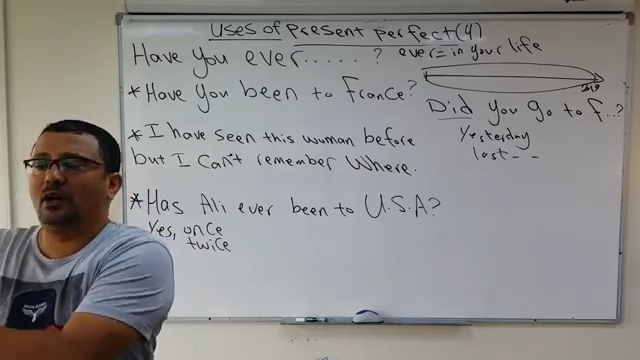 Uses of present perfect (4)
Have you ever.....?
ever = in your life
*Have you been to France?
Did you go to f..?
Yesterday
last - -
*I have seen this woman before
but I can't remember where.
*Has Ali ever been to U.S.A?
Yes, once
twice